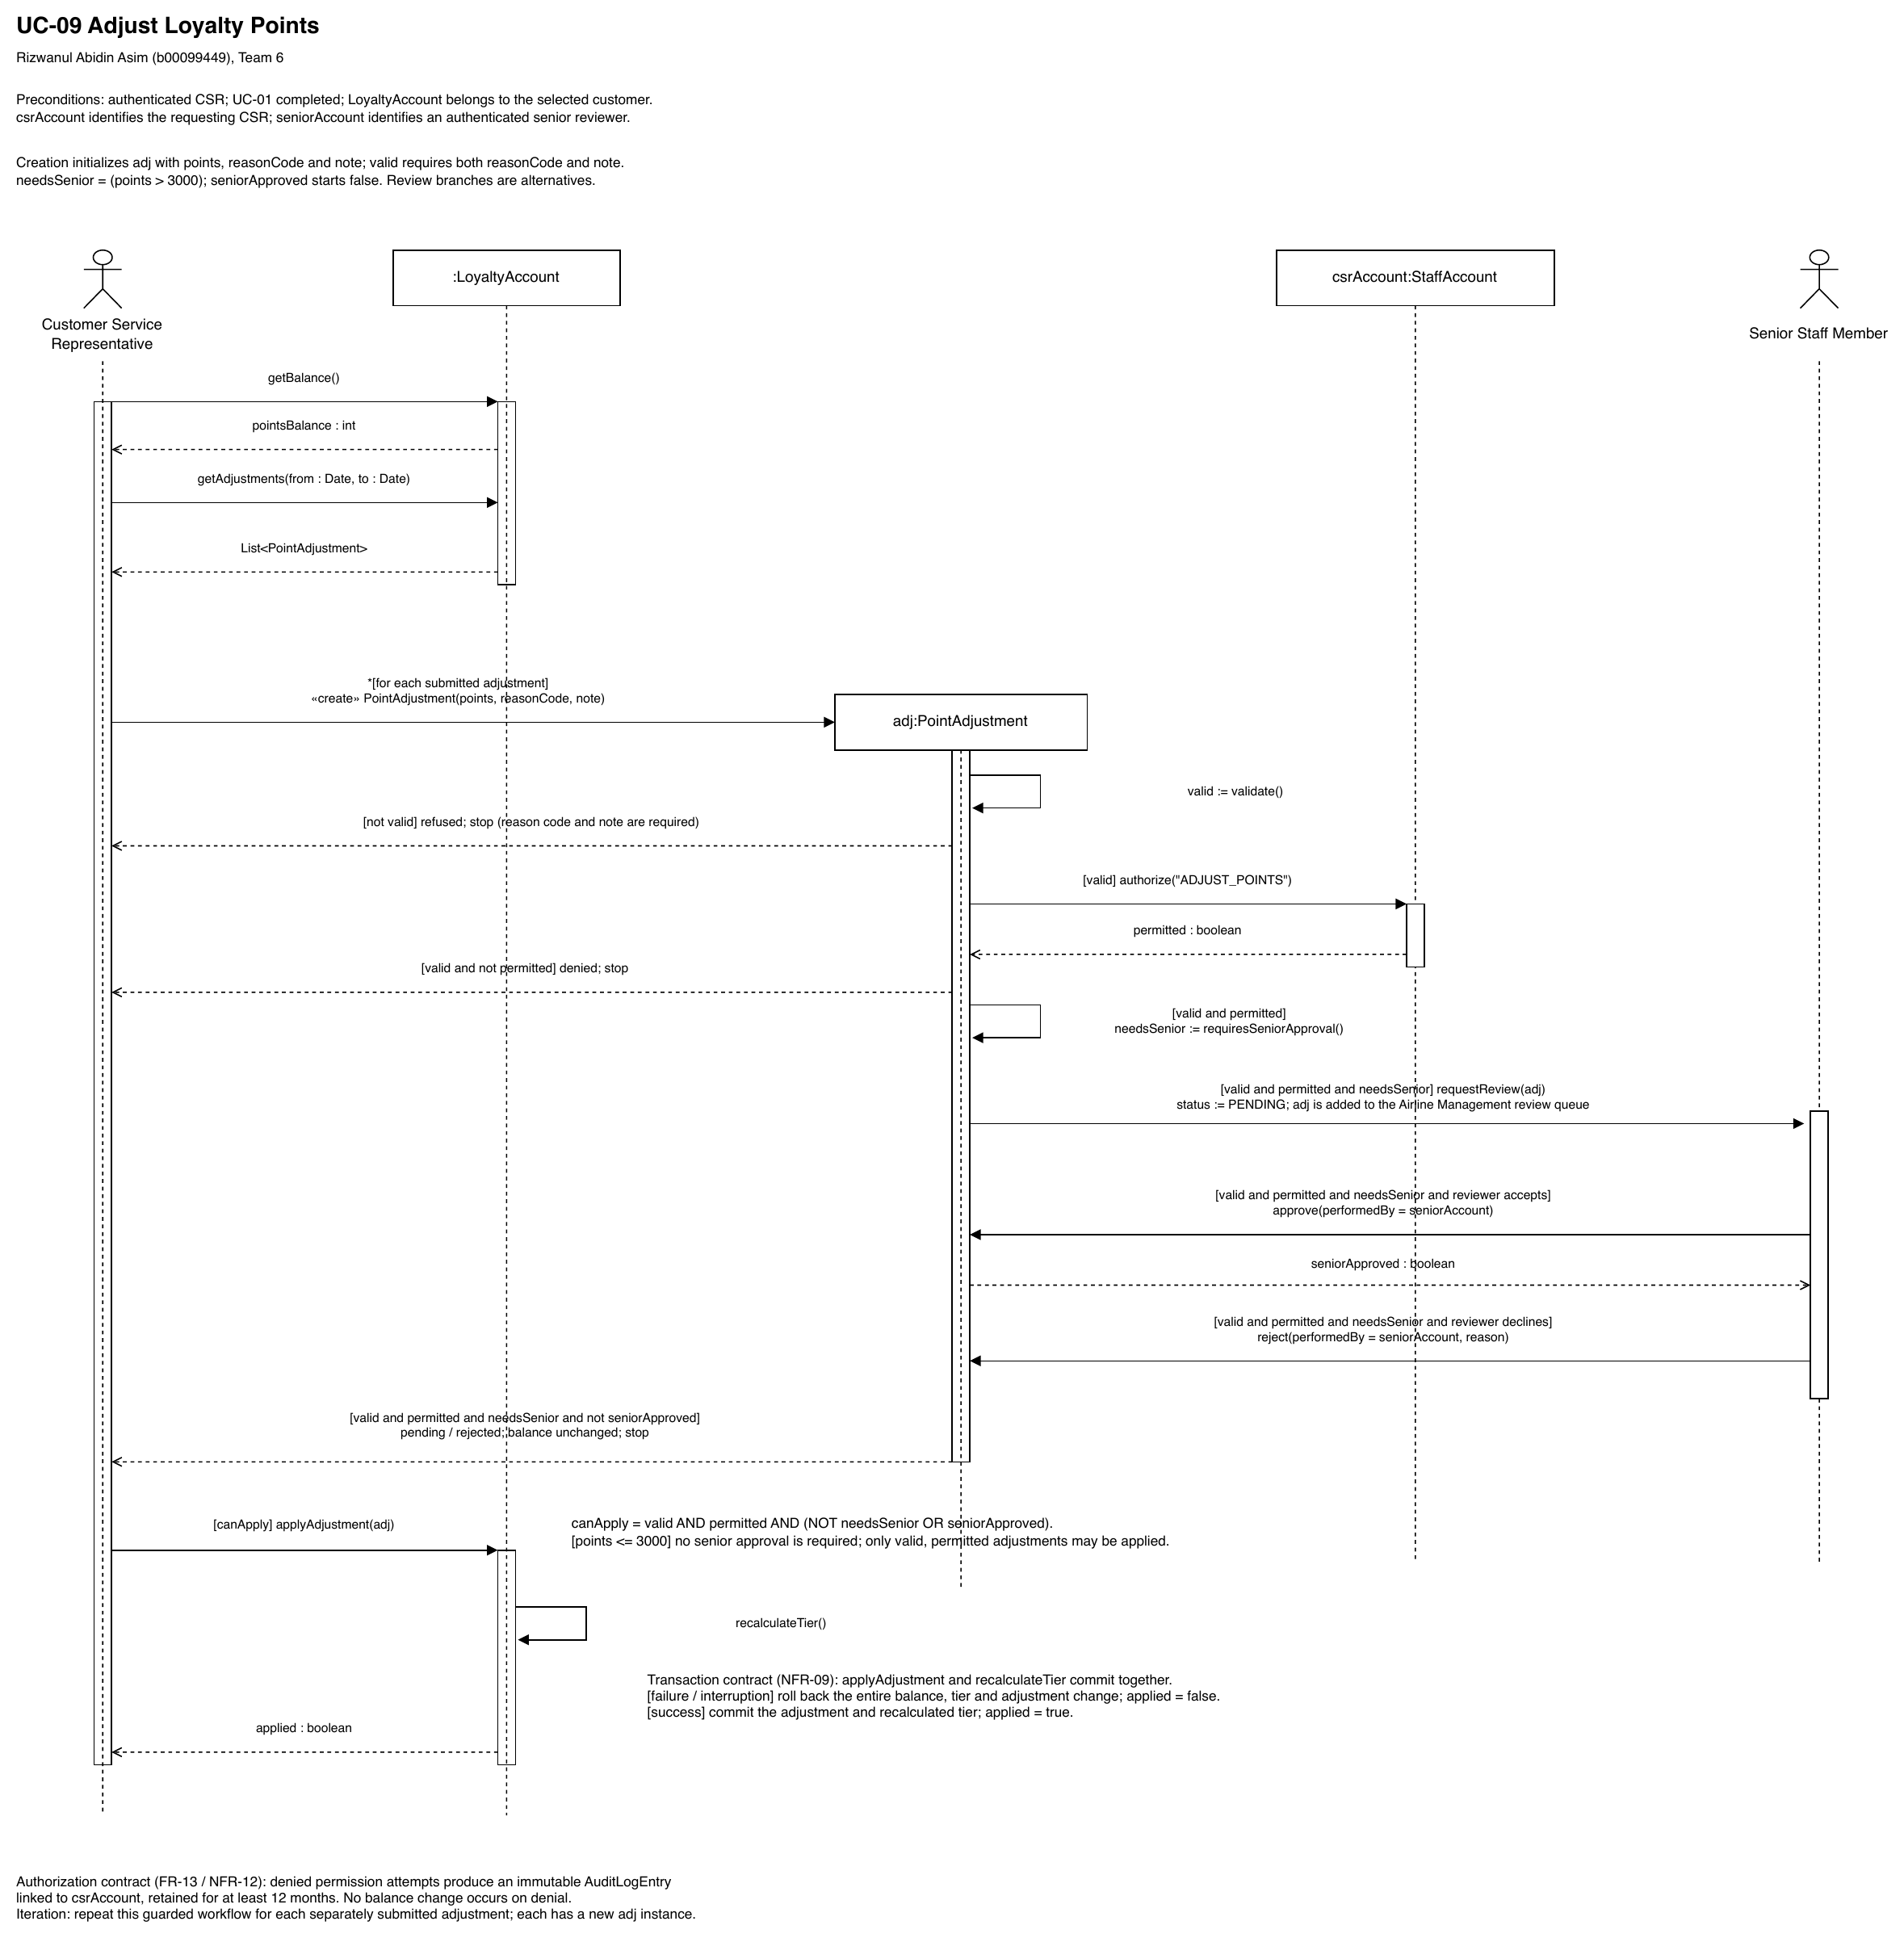 UC-09 Adjust Loyalty Points
Rizwanul Abidin Asim (b00099449), Team 6
Preconditions: authenticated CSR; UC-01 completed; LoyaltyAccount belongs to the selected customer.
csrAccount identifies the requesting CSR; seniorAccount identifies an authenticated senior reviewer.
Creation initializes adj with points, reasonCode and note; valid requires both reasonCode and note.
needsSenior = (points > 3000); seniorApproved starts false. Review branches are alternatives.
:LoyaltyAccount
csrAccount:StaffAccount
Customer Service
Representative
Senior Staff Member
getBalance()
pointsBalance : int
getAdjustments(from : Date, to : Date)
List<PointAdjustment>
*[for each submitted adjustment]
«create» PointAdjustment(points, reasonCode, note)
adj:PointAdjustment
valid := validate()
[not valid] refused; stop (reason code and note are required)
[valid] authorize("ADJUST_POINTS")
permitted : boolean
[valid and not permitted] denied; stop
[valid and permitted]
needsSenior := requiresSeniorApproval()
[valid and permitted and needsSenior] requestReview(adj)
status := PENDING; adj is added to the Airline Management review queue
[valid and permitted and needsSenior and reviewer accepts]
approve(performedBy = seniorAccount)
seniorApproved : boolean
[valid and permitted and needsSenior and reviewer declines]
reject(performedBy = seniorAccount, reason)
[valid and permitted and needsSenior and not seniorApproved]
pending / rejected; balance unchanged; stop
[canApply] applyAdjustment(adj)
canApply = valid AND permitted AND (NOT needsSenior OR seniorApproved).
[points <= 3000] no senior approval is required; only valid, permitted adjustments may be applied.
recalculateTier()
Transaction contract (NFR-09): applyAdjustment and recalculateTier commit together.
[failure / interruption] roll back the entire balance, tier and adjustment change; applied = false.
[success] commit the adjustment and recalculated tier; applied = true.
applied : boolean
Authorization contract (FR-13 / NFR-12): denied permission attempts produce an immutable AuditLogEntry
linked to csrAccount, retained for at least 12 months. No balance change occurs on denial.
Iteration: repeat this guarded workflow for each separately submitted adjustment; each has a new adj instance.